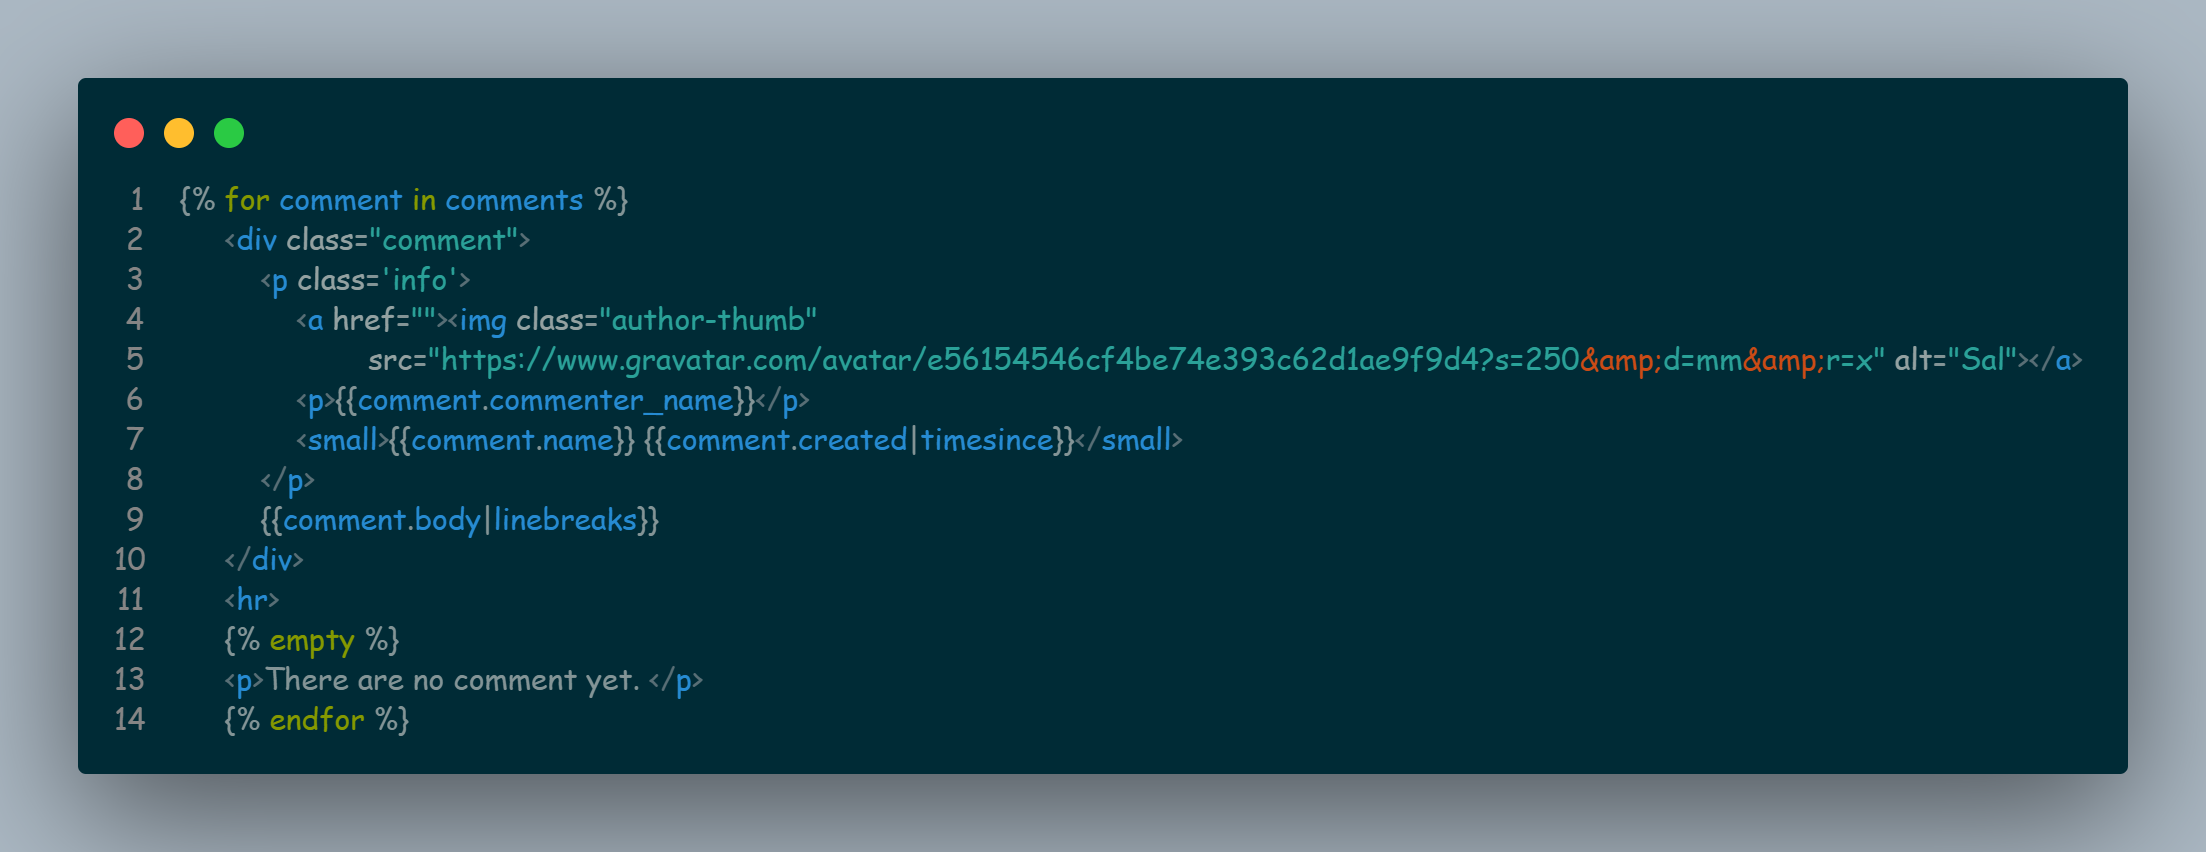 1 {% for comment in comments %}
2 <div class="comment">
3 <p class='info'>
4 <a href=""><img class="author-thumb"
5 src="https://www.gravatar.com/avatar/e56154546cf4be74e393c62d1ae9f9d4?s=250&amp;d=mm&amp;r=x" alt="Sal"></a>
6 <p>{{comment.commenter_name}}</p>
7 <small>{{comment.name}} {{comment.created|timesince}}</small>
8 </p>
9 {{comment.body|linebreaks}}
10 </div>
11 <hr>
12 {% empty %}
13 <p>There are no comment yet. </p>
14 {% endfor %}